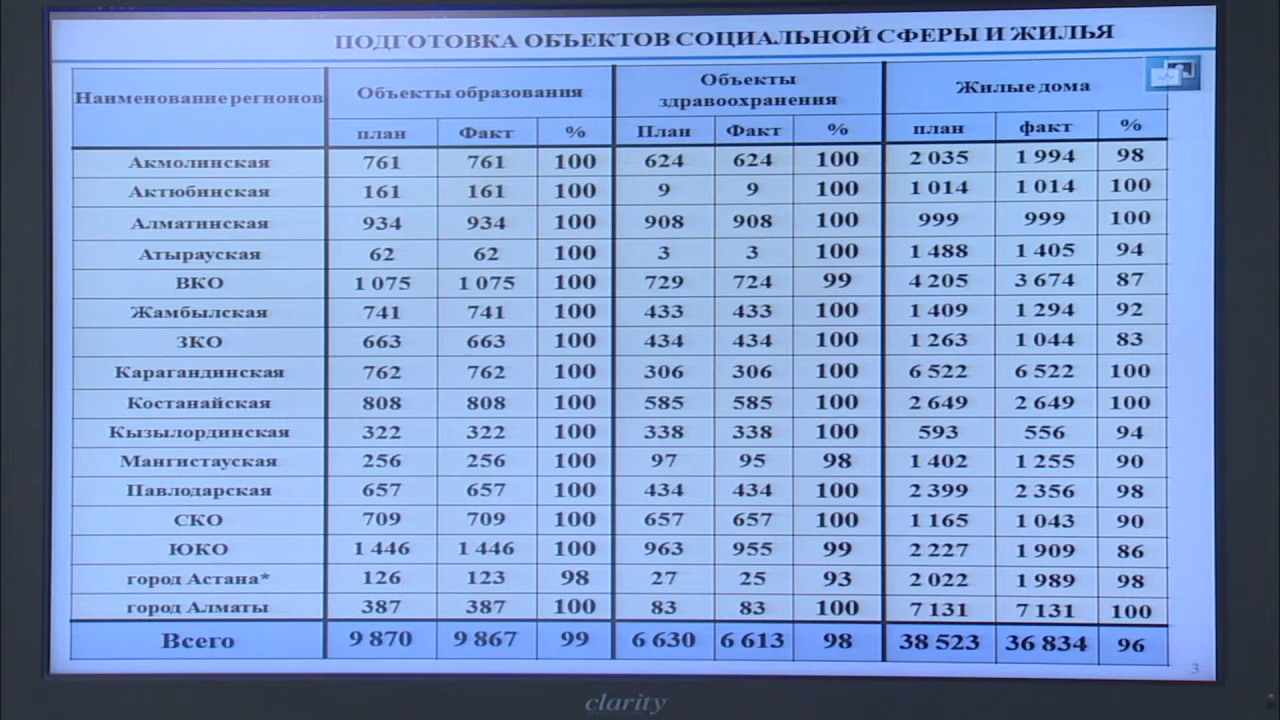 ПОДГОТОВКА ОБЪЕКТОВ СОЦИАЛЬНОЙ СФЕРЫ И ЖИЛЬЯ
Наименование регионов Объекты образования Объекты здравоохранения Жилые дома
план Факт % План Факт % план факт %
Акмолинская 761 761 100 624 624 100 2 035 1 994 98
Актюбинская 161 161 100 9 9 100 1 014 1 014 100
Алматинская 934 934 100 908 908 100 999 999 100
Атырауская 62 62 100 3 3 100 1 488 1 405 94
ВКО 1 075 1 075 100 729 724 99 4 205 3 674 87
Жамбылская 741 741 100 433 433 100 1 409 1 294 92
ЗКО 663 663 100 434 434 100 1 263 1 044 83
Карагандинская 762 762 100 306 306 100 6 522 6 522 100
Костанайская 808 808 100 585 585 100 2 649 2 649 100
Кызылординская 322 322 100 338 338 100 593 556 94
Мангистауская 256 256 100 97 95 98 1 402 1 255 90
Павлодарская 657 657 100 434 434 100 2 399 2 356 98
СКО 709 709 100 657 657 100 1 165 1 043 90
ЮКО 1 446 1 446 100 963 955 99 2 227 1 909 86
город Астана* 126 123 98 27 25 93 2 022 1 989 98
город Алматы 387 387 100 83 83 100 7 131 7 131 100
Всего 9 870 9 867 99 6 630 6 613 98 38 523 36 834 96
3
clarity